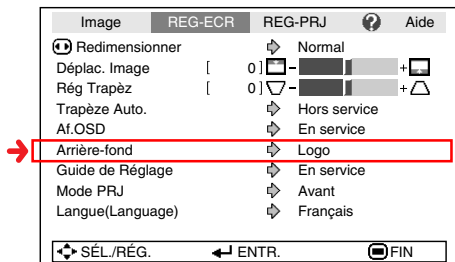 Image REG-ECR REG-PRJ ? Aide
Redimensionner Normal
Déplac. Image [ 0] - +
Rég Trapèz [ 0] - +
Trapèze Auto. Hors service
Af.OSD En service
Arrière-fond Logo
Guide de Réglage En service
Mode PRJ Avant
Langue(Language) Français
SÉL./RÉG. ENTR. FIN